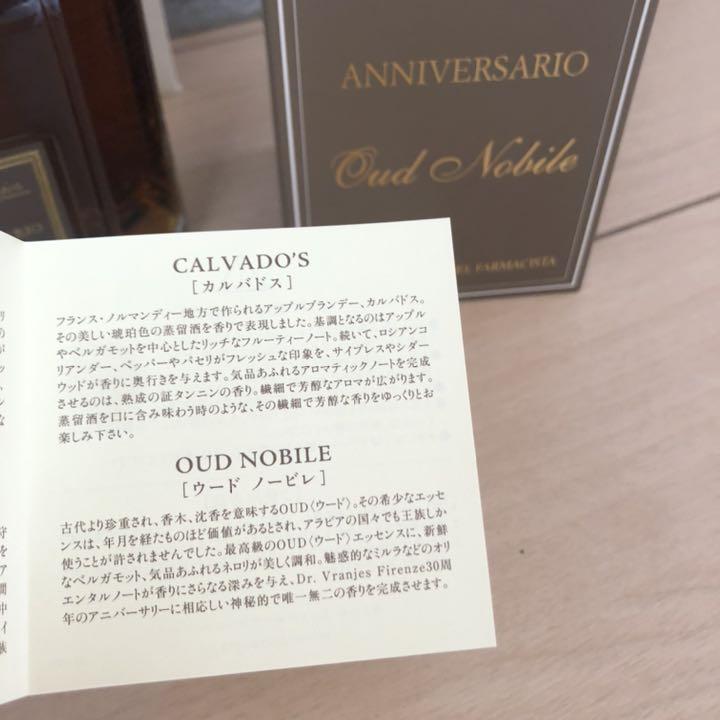 ANNIVERSARIO
Oud Nobile
EL FARMACISTA
CALVADO'S
[カルバドス]
フランス・ノルマンディー地方で作られるアップルブランデー、カルバドス。
その美しい琥珀色の蒸留酒を香りで表現しました。基調となるのはアップル
やベルガモットを中心としたリッチなフルーティーノート。続いて、ロシアンコ
リアンダー、ペッパーやパセリがフレッシュな印象を、サイプレスやシダー
ウッドが香りに奥行きを与えます。気品あふれるアロマティックノートを完成
させるのは、熟成の証タンニンの香り。繊細で芳醇なアロマが広がります。
蒸留酒を口に含み味わう時のような、その繊細で芳醇な香りをゆっくりとお
楽しみ下さい。
OUD NOBILE
[ウード ノービレ]
古代より珍重され、香木、沈香を意味するOUD〈ウード〉。その希少なエッセ
ンスは、年月を経たものほど価値があるとされ、アラビアの国々でも王族しか
使うことが許されませんでした。最高級のOUD〈ウード〉エッセンスに、新鮮
なベルガモット、気品あふれるネロリが美しく調和。魅惑的なミルラなどのオリ
エンタルノートが香りにさらなる深みを与え、Dr. Vranjes Firenze30周
年のアニバーサリーに相応しい神秘的で唯一無二の香りを完成させます。